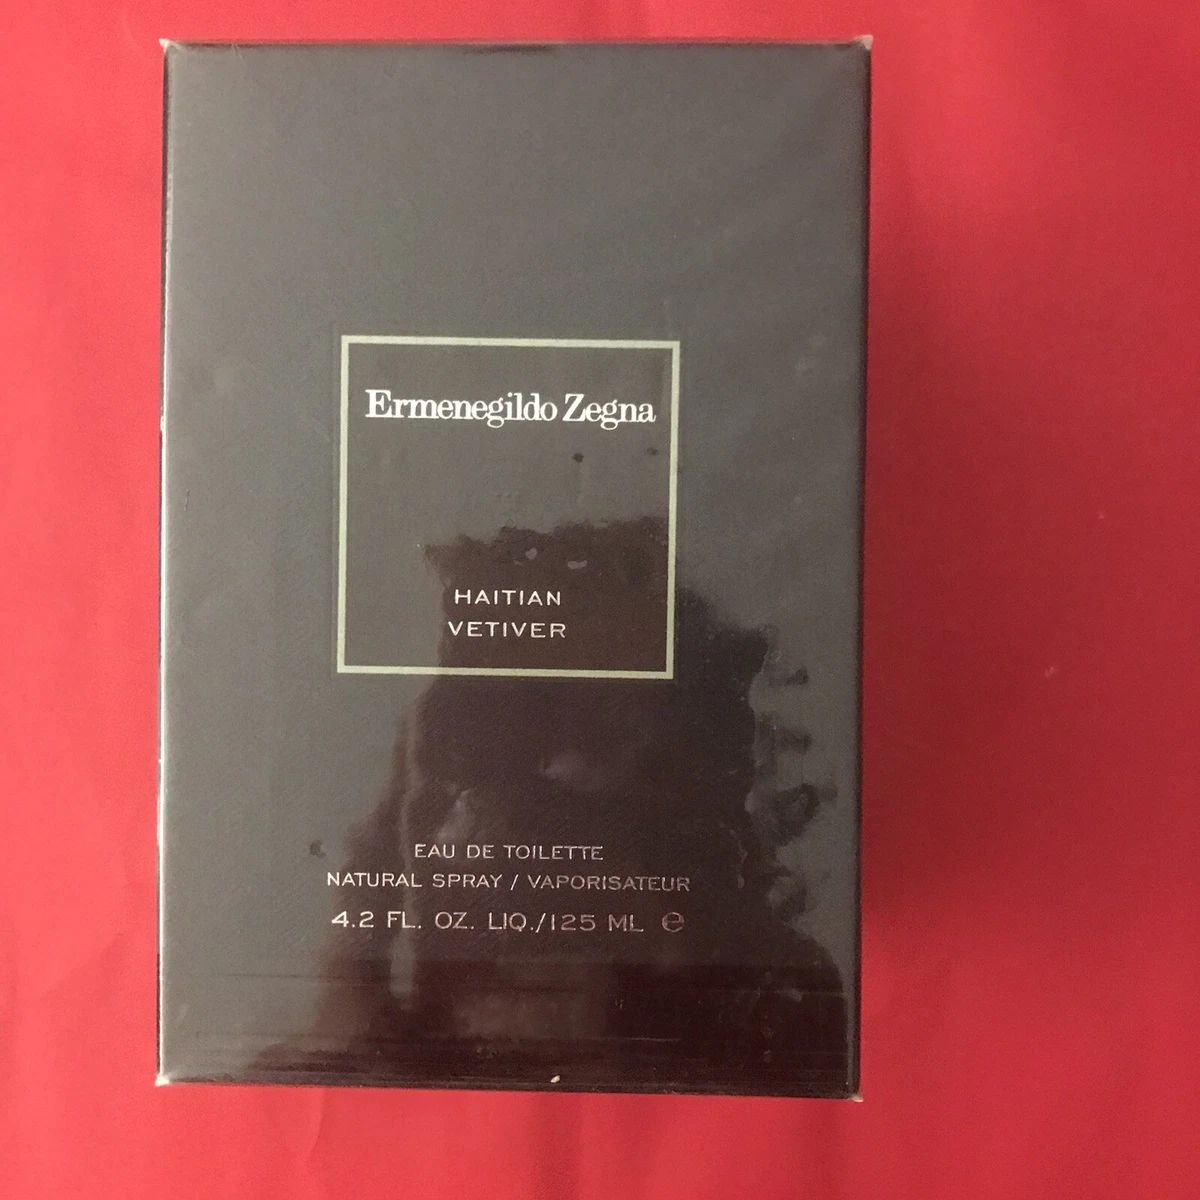 Ermenegildo Zegna
HAITIAN
VETIVER
EAU DE TOILETTE
NATURAL SPRAY / VAPORISATEUR
4.2 FL. OZ. LIQ./125 ML ℮